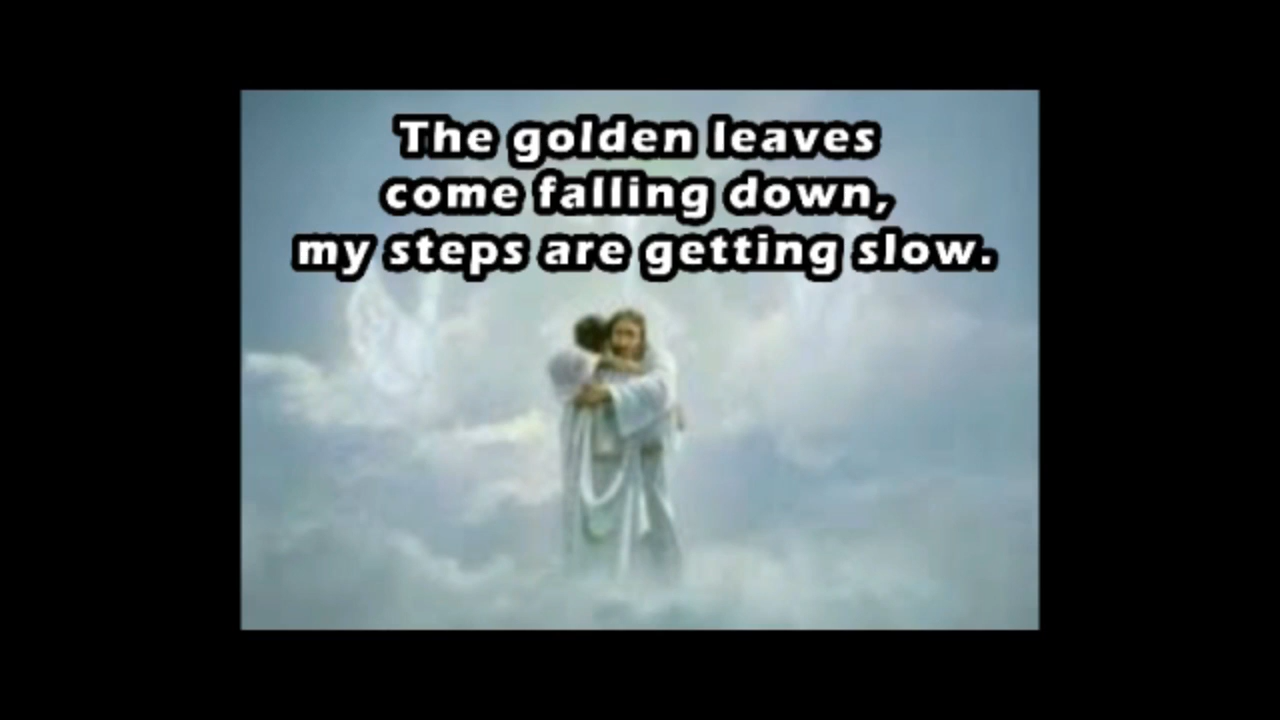 The golden leaves
come falling down,
my steps are getting slow.